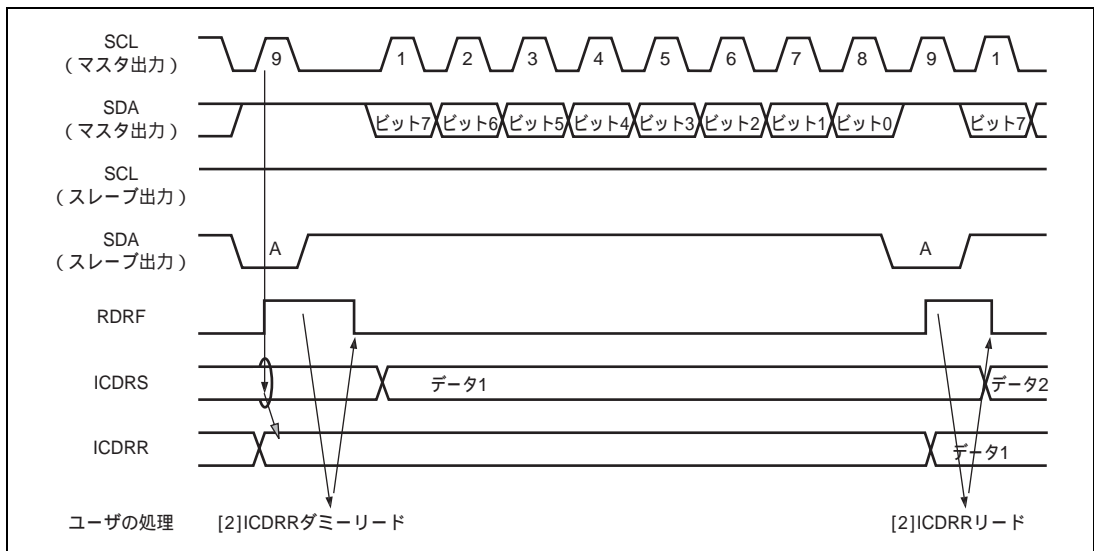 SCL
（マスタ出力） 9 1 2 3 4 5 6 7 8 9 1
SDA
（マスタ出力） ビット7 ビット6 ビット5 ビット4 ビット3 ビット2 ビット1 ビット0 ビット7
SCL
（スレーブ出力）
SDA
（スレーブ出力） A A
RDRF
ICDRS データ1 データ2
ICDRR データ1
ユーザの処理 [2]ICDRRダミーリード [2]ICDRRリード